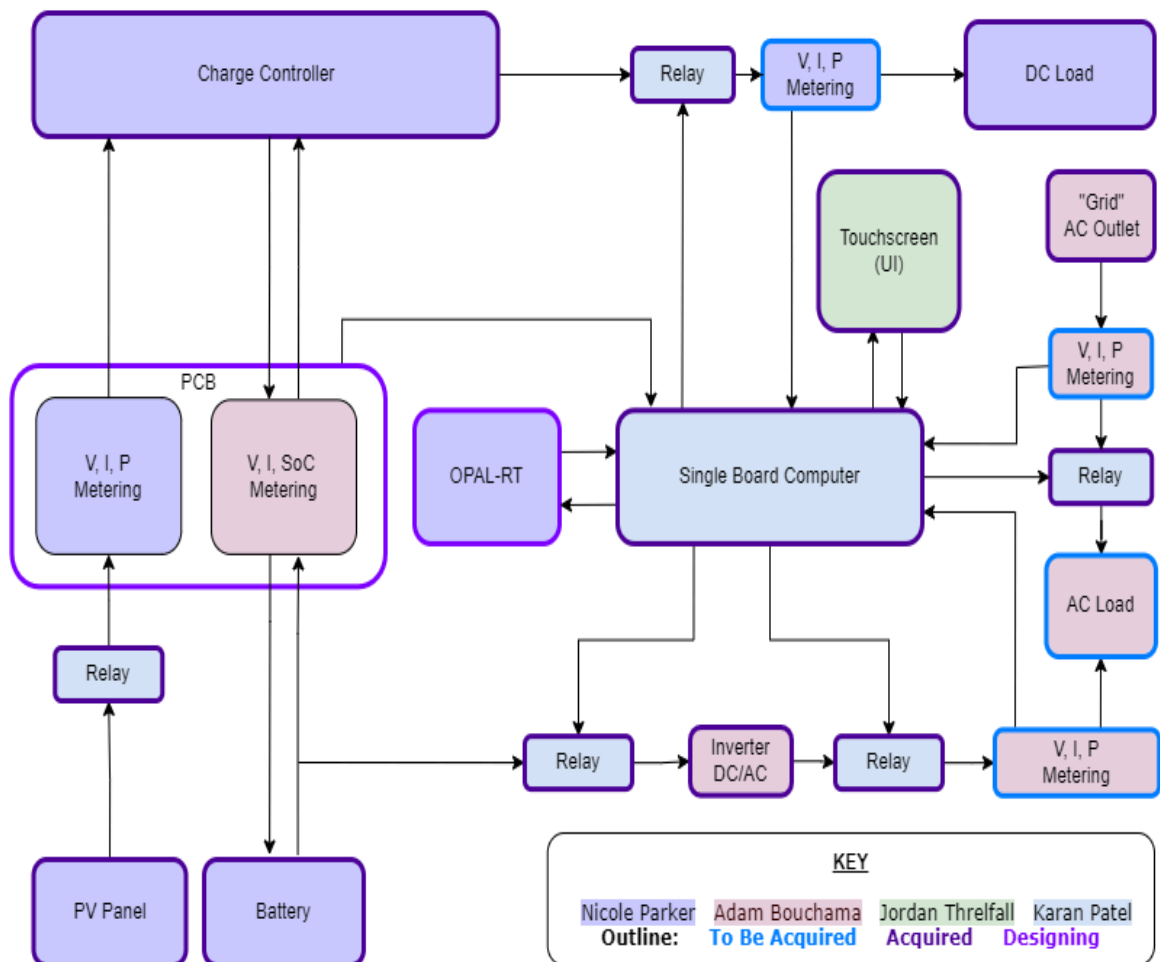 Charge Controller
Relay
V, I, P
Metering
DC Load
"Grid"
AC Outlet
Touchscreen
(UI)
V, I, P
Metering
PCB
V, I, P
Metering
V, I, SoC
Metering
OPAL-RT
Single Board Computer
Relay
AC Load
Relay
Relay
Inverter
DC/AC
Relay
V, I, P
Metering
PV Panel
Battery
KEY
Nicole Parker Adam Bouchama Jordan Threlfall Karan Patel
Outline: To Be Acquired Acquired Designing